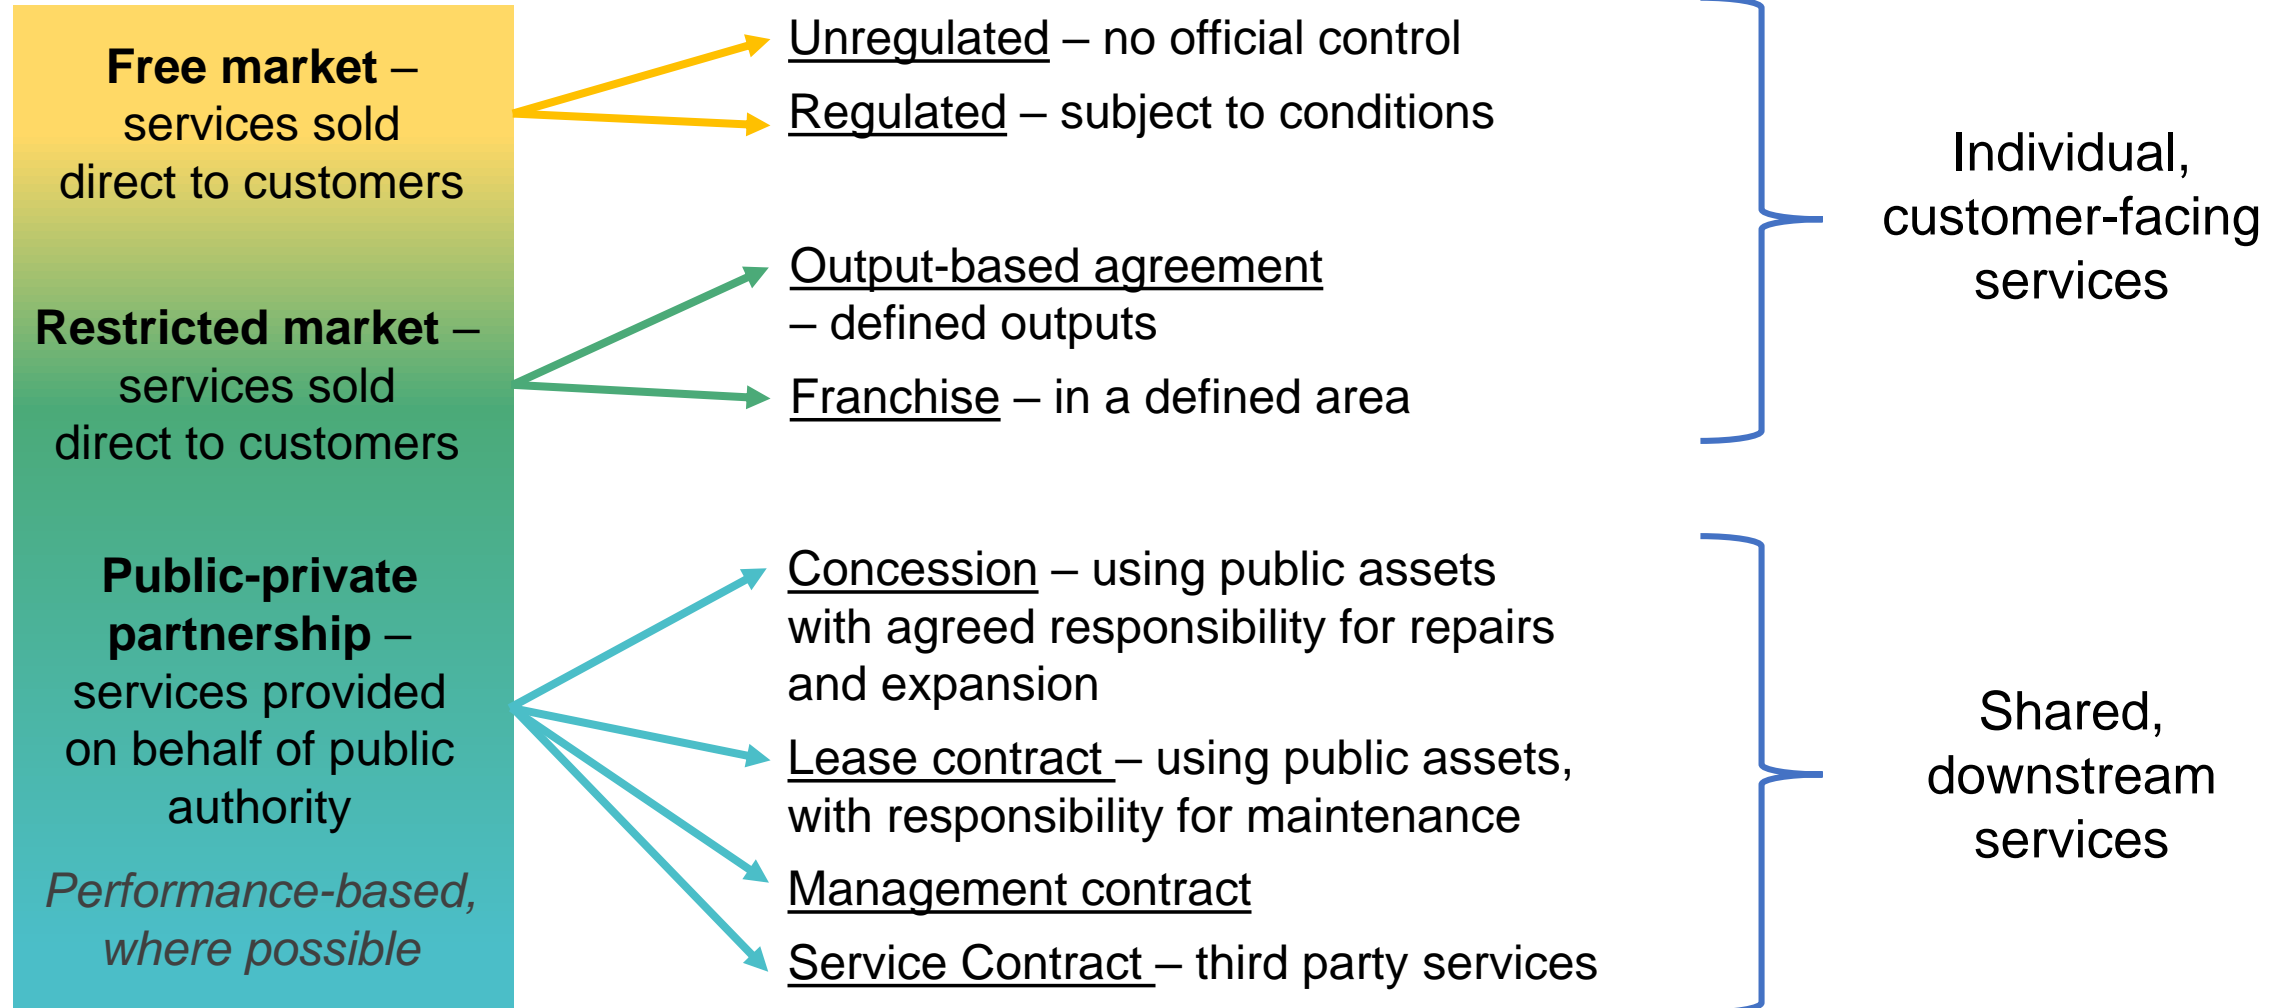 Free market –
services sold
direct to customers
Unregulated – no official control
Regulated – subject to conditions
Restricted market –
services sold
direct to customers
Output-based agreement
– defined outputs
Franchise – in a defined area
Individual,
customer-facing
services
Public-private
partnership –
services provided
on behalf of public
authority
Performance-based,
where possible
Concession – using public assets
with agreed responsibility for repairs
and expansion
Lease contract – using public assets,
with responsibility for maintenance
Management contract
Service Contract – third party services
Shared,
downstream
services